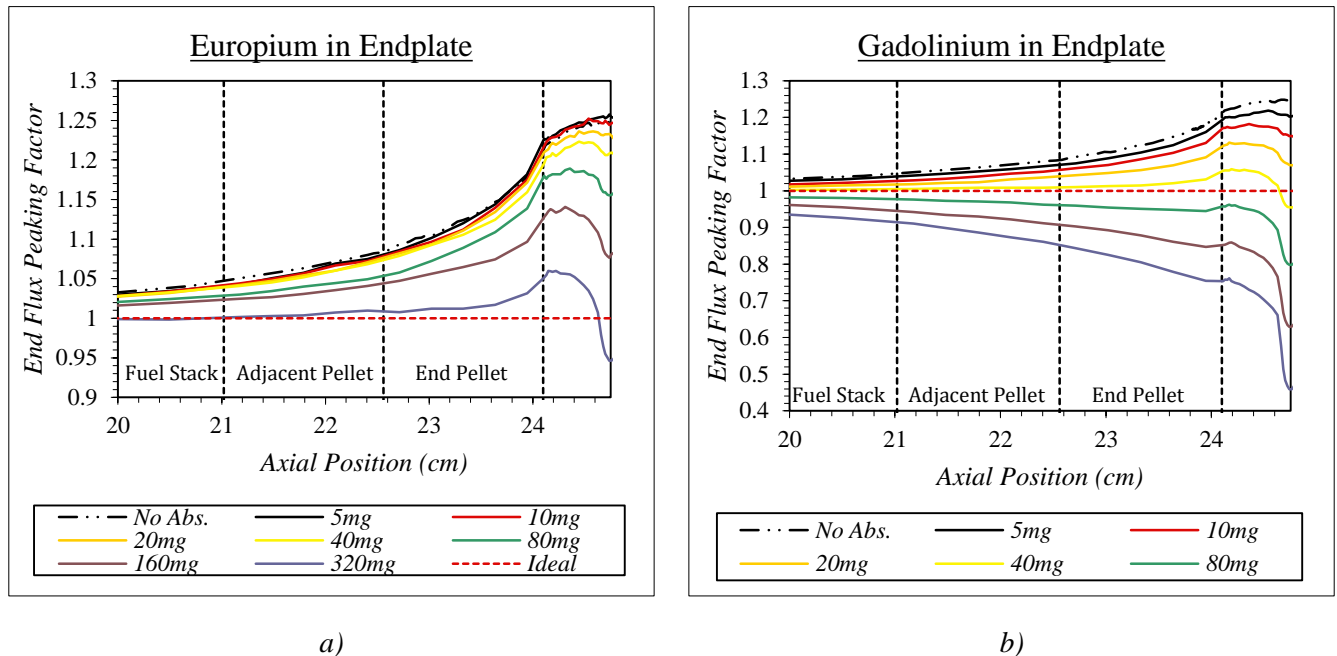 Europium in Endplate
End Flux Peaking Factor
1.3
1.25
1.2
1.15
1.1
1.05
1
0.95
0.9
Fuel Stack
Adjacent Pellet
End Pellet
20
21
22
23
24
Axial Position (cm)
No Abs.
5mg
10mg
20mg
40mg
80mg
160mg
320mg
Ideal
a)
Gadolinium in Endplate
End Flux Peaking Factor
1.3
1.2
1.1
1
0.9
0.8
0.7
0.6
0.5
0.4
Fuel Stack
Adjacent Pellet
End Pellet
20
21
22
23
24
Axial Position (cm)
No Abs.
5mg
10mg
20mg
40mg
80mg
b)